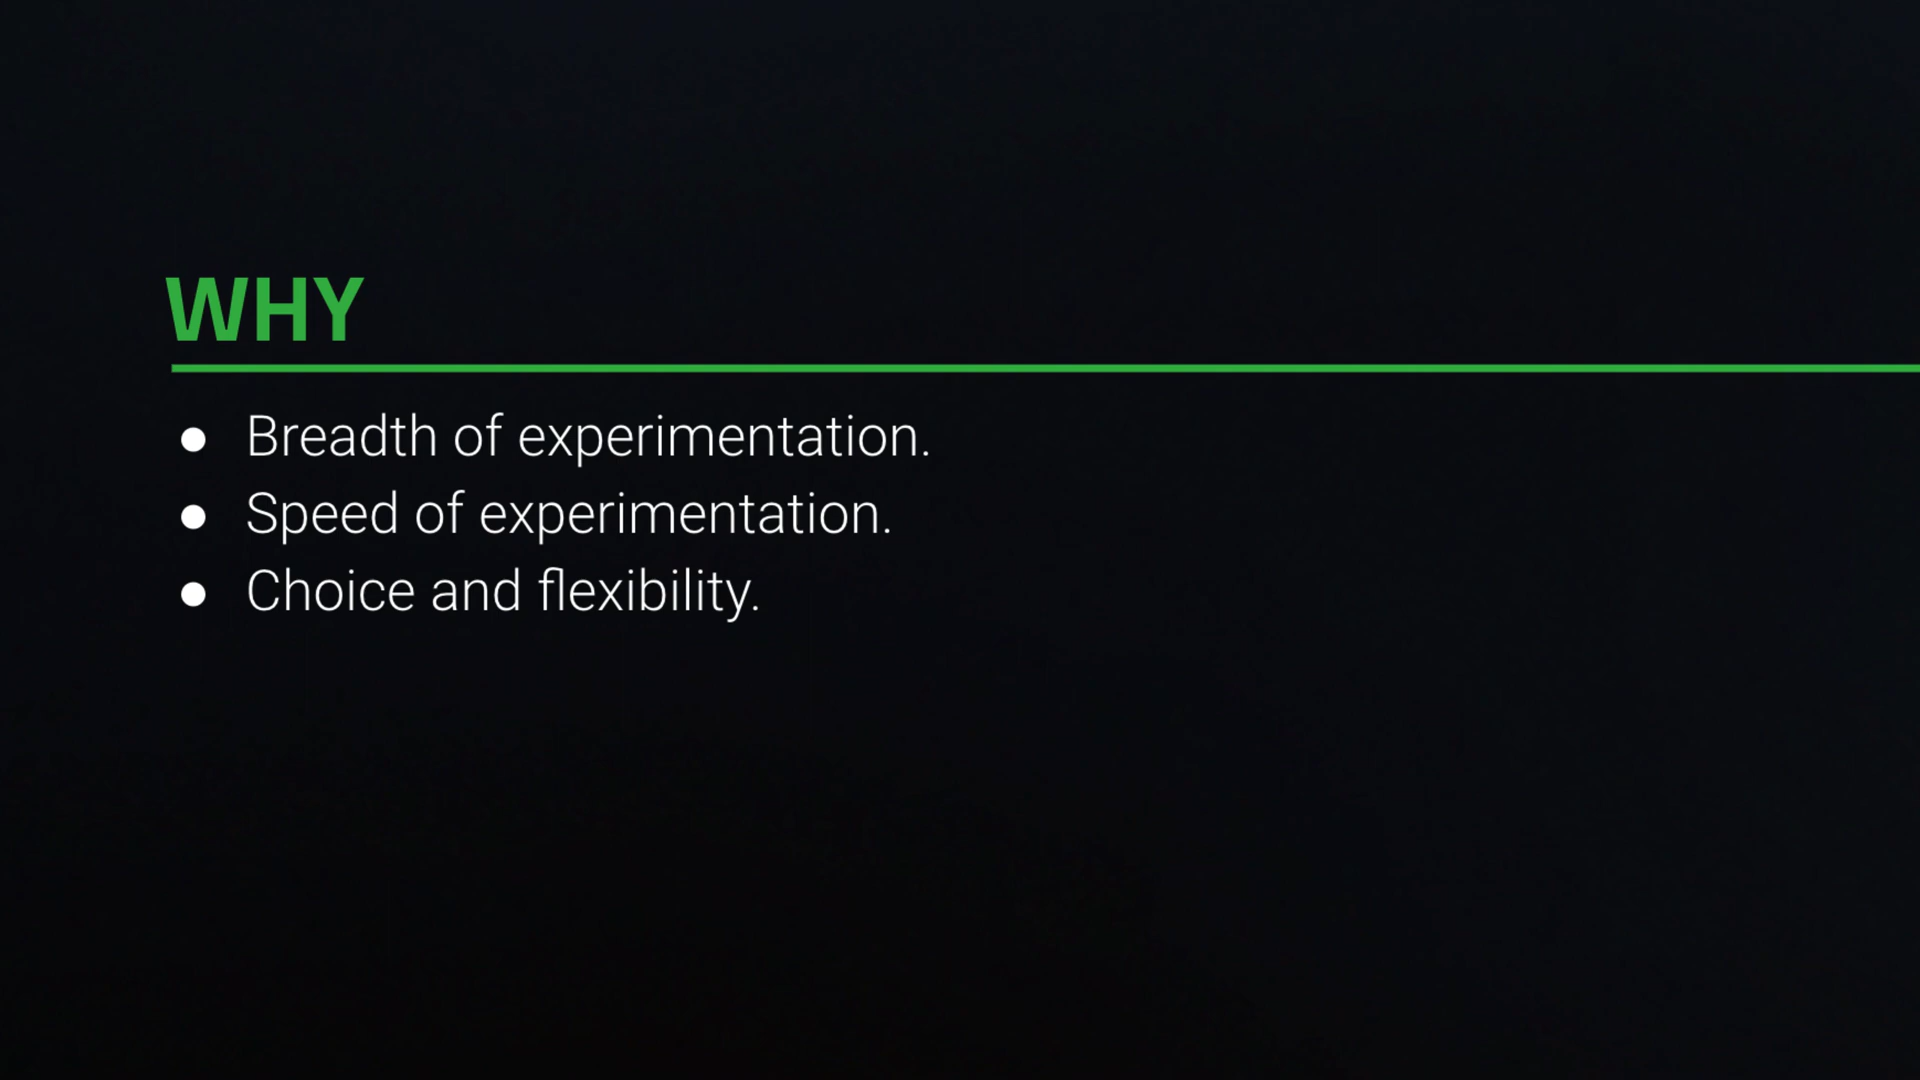 WHY
● Breadth of experimentation.
● Speed of experimentation.
● Choice and flexibility.